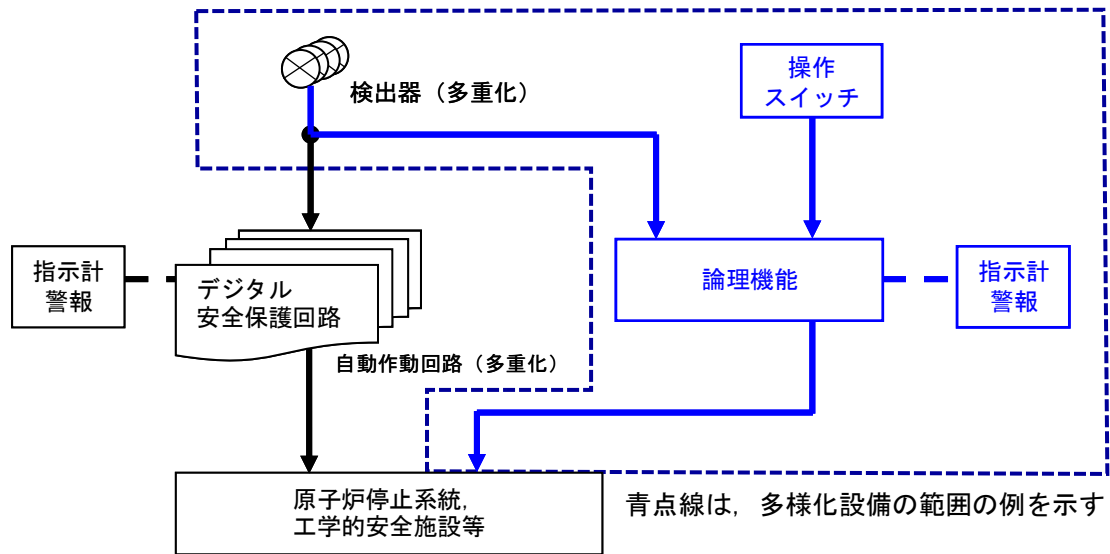 検出器（多重化）
操作
スイッチ
指示計
警報
デジタル
安全保護回路
論理機能
指示計
警報
自動作動回路（多重化）
原子炉停止系統，
工学的安全施設等
青点線は，多様化設備の範囲の例を示す